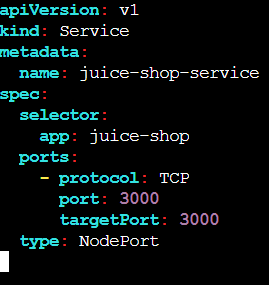 apiVersion: v1
kind: Service
metadata:
  name: juice-shop-service
spec:
  selector:
    app: juice-shop
  ports:
    - protocol: TCP
      port: 3000
      targetPort: 3000
  type: NodePort